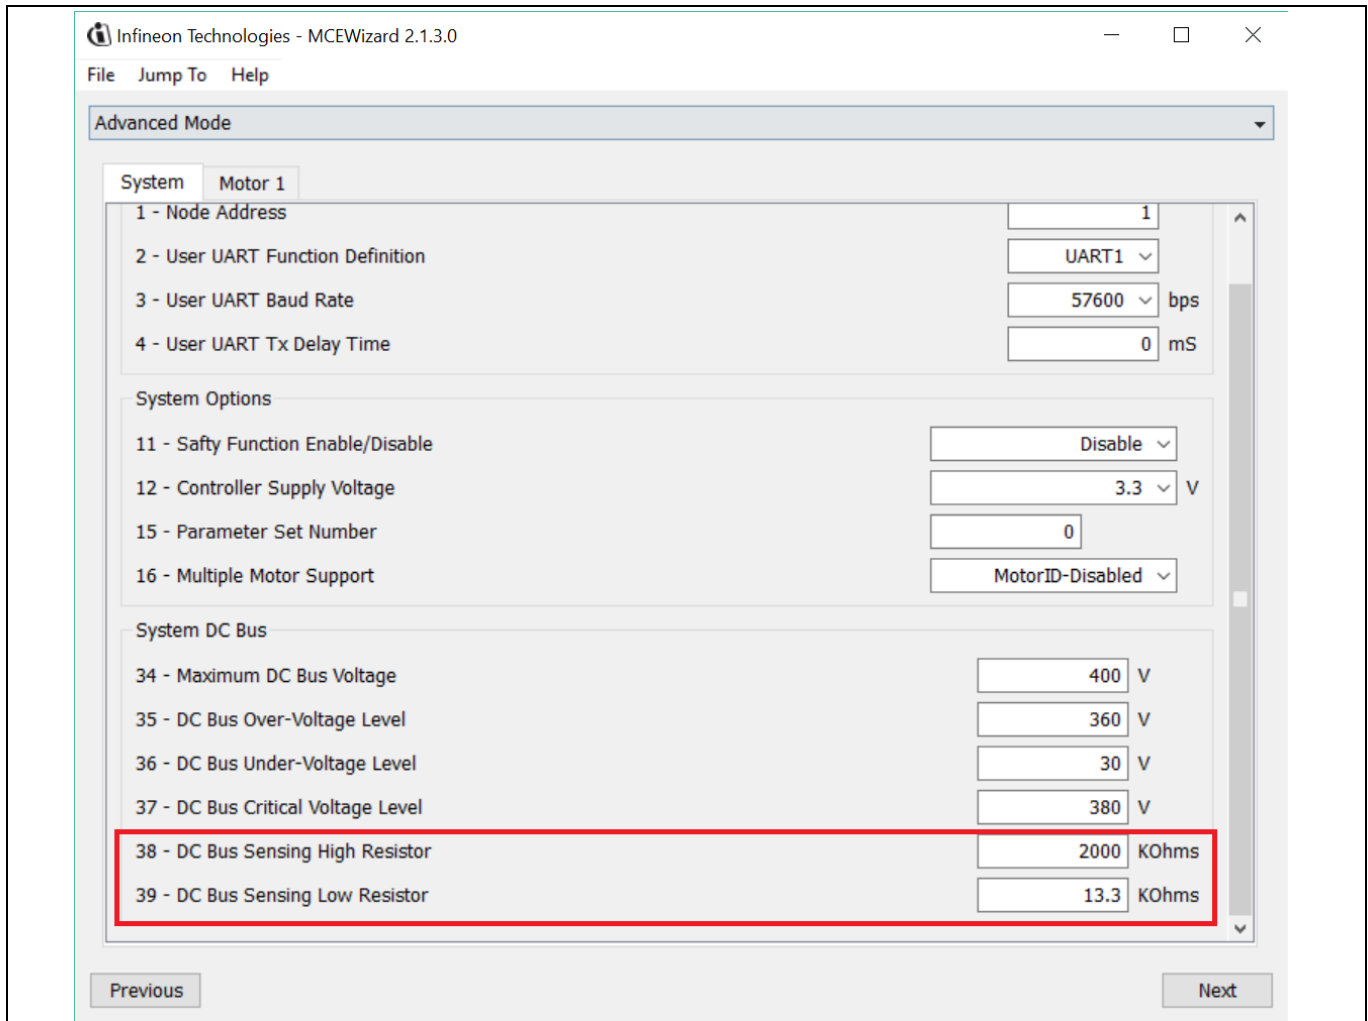 Infineon Technologies - MCEWizard 2.1.3.0
File Jump To Help
Advanced Mode
System Motor 1
1 - Node Address 1
2 - User UART Function Definition UART1
3 - User UART Baud Rate 57600 bps
4 - User UART Tx Delay Time 0 mS
System Options
11 - Safty Function Enable/Disable Disable
12 - Controller Supply Voltage 3.3 V
15 - Parameter Set Number 0
16 - Multiple Motor Support MotorID-Disabled
System DC Bus
34 - Maximum DC Bus Voltage 400 V
35 - DC Bus Over-Voltage Level 360 V
36 - DC Bus Under-Voltage Level 30 V
37 - DC Bus Critical Voltage Level 380 V
38 - DC Bus Sensing High Resistor 2000 KOhms
39 - DC Bus Sensing Low Resistor 13.3 KOhms
Previous Next